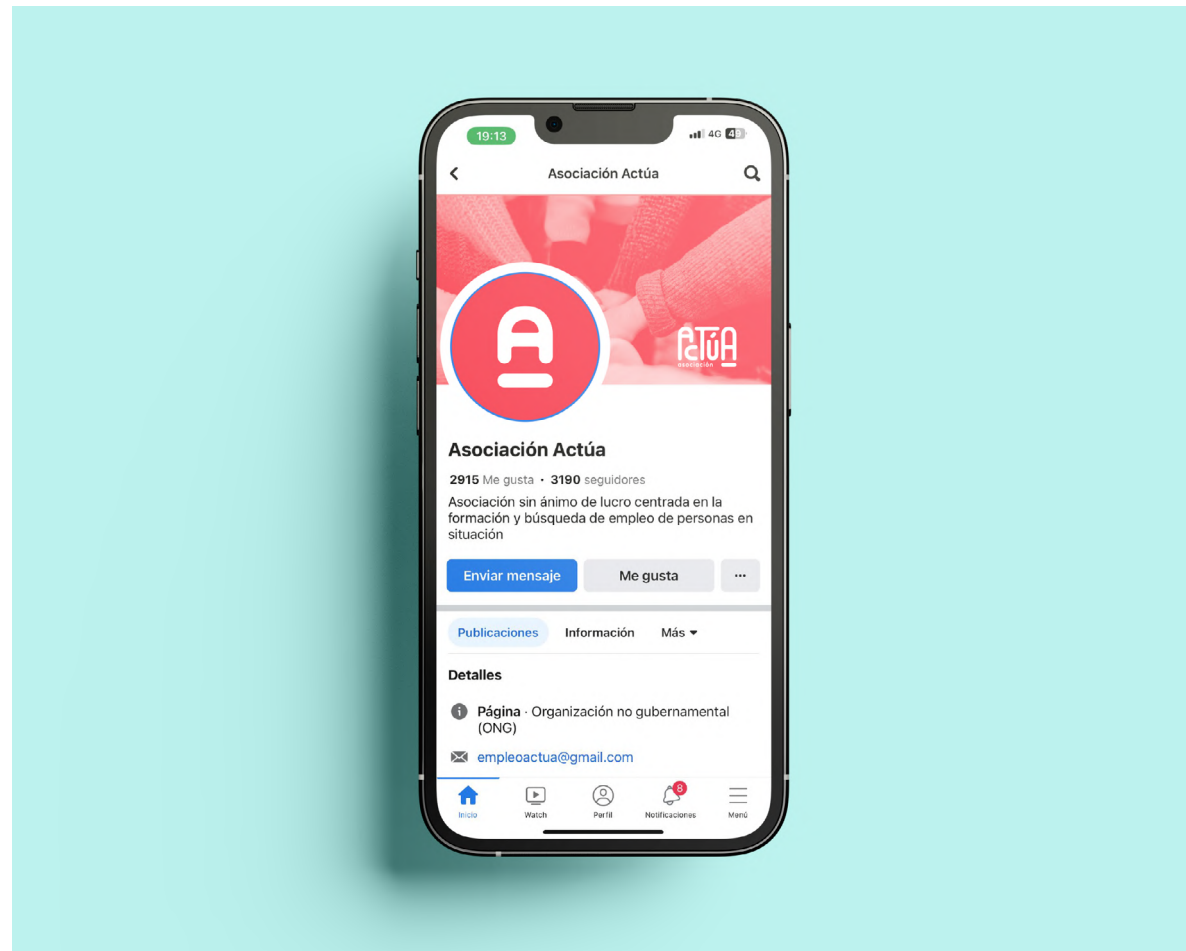 19:13
4G
Asociación Actúa
A
ACTÚA
asociación
Asociación Actúa
2915 Me gusta · 3190 seguidores
Asociación sin ánimo de lucro centrada en la
formación y búsqueda de empleo de personas en
situación
Enviar mensaje Me gusta ...
Publicaciones Información Más
Detalles
Página · Organización no gubernamental
(ONG)
empleoactua@gmail.com
8
Inicio Watch Perfil Notificaciones Menú